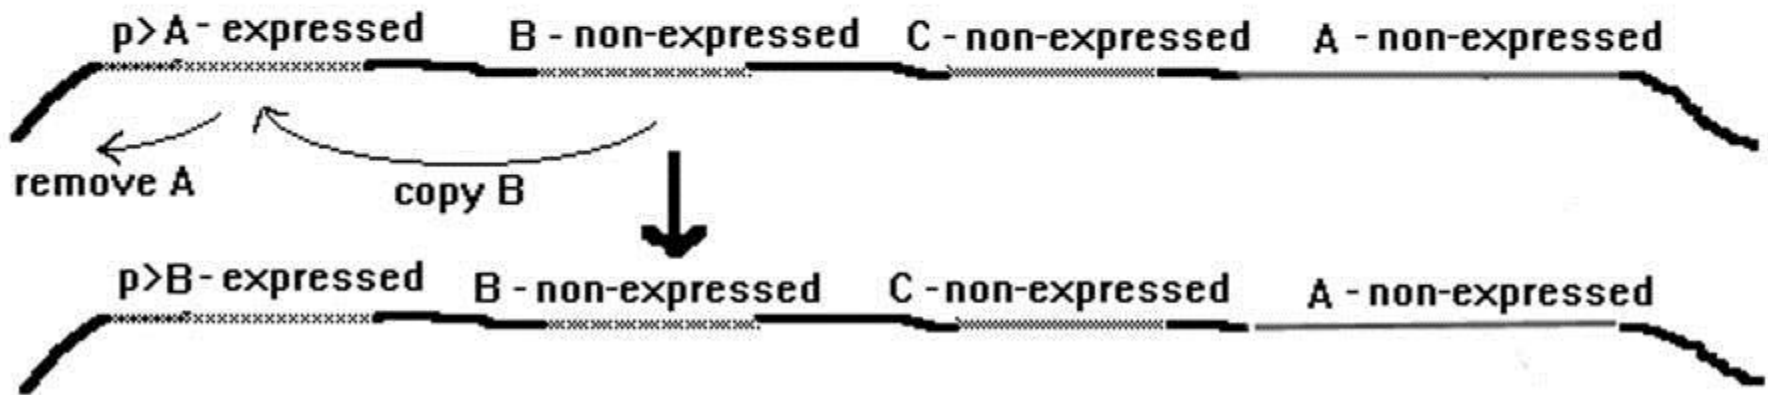 p>A - expressed B - non-expressed C - non-expressed A - non-expressed
remove A
copy B
p>B - expressed B - non-expressed C - non-expressed A - non-expressed